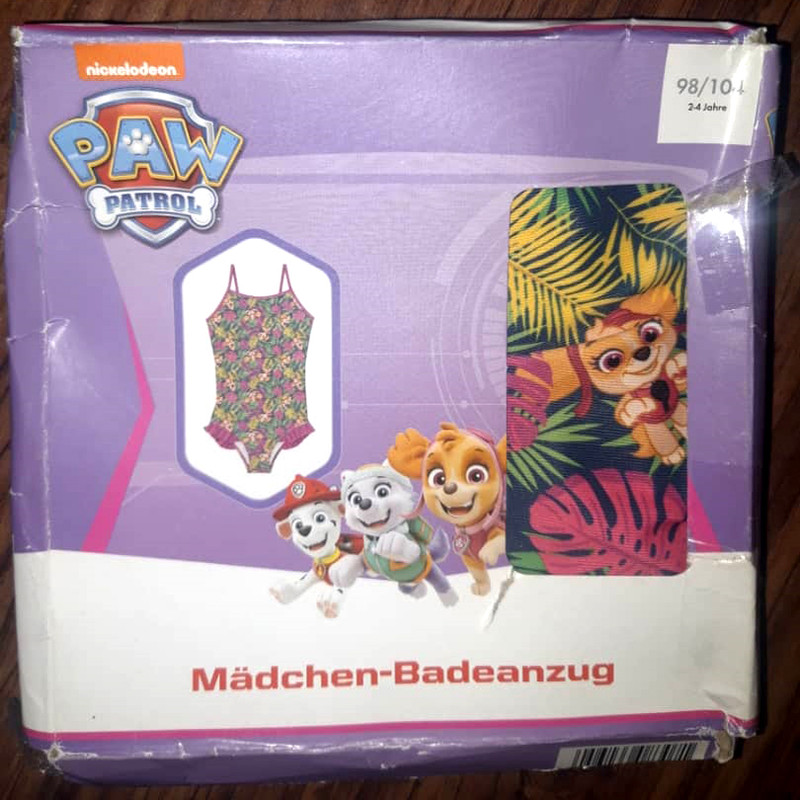 nickelodeon
98/104
2-4 Jahre
PAW
PATROL
Mädchen-Badeanzug